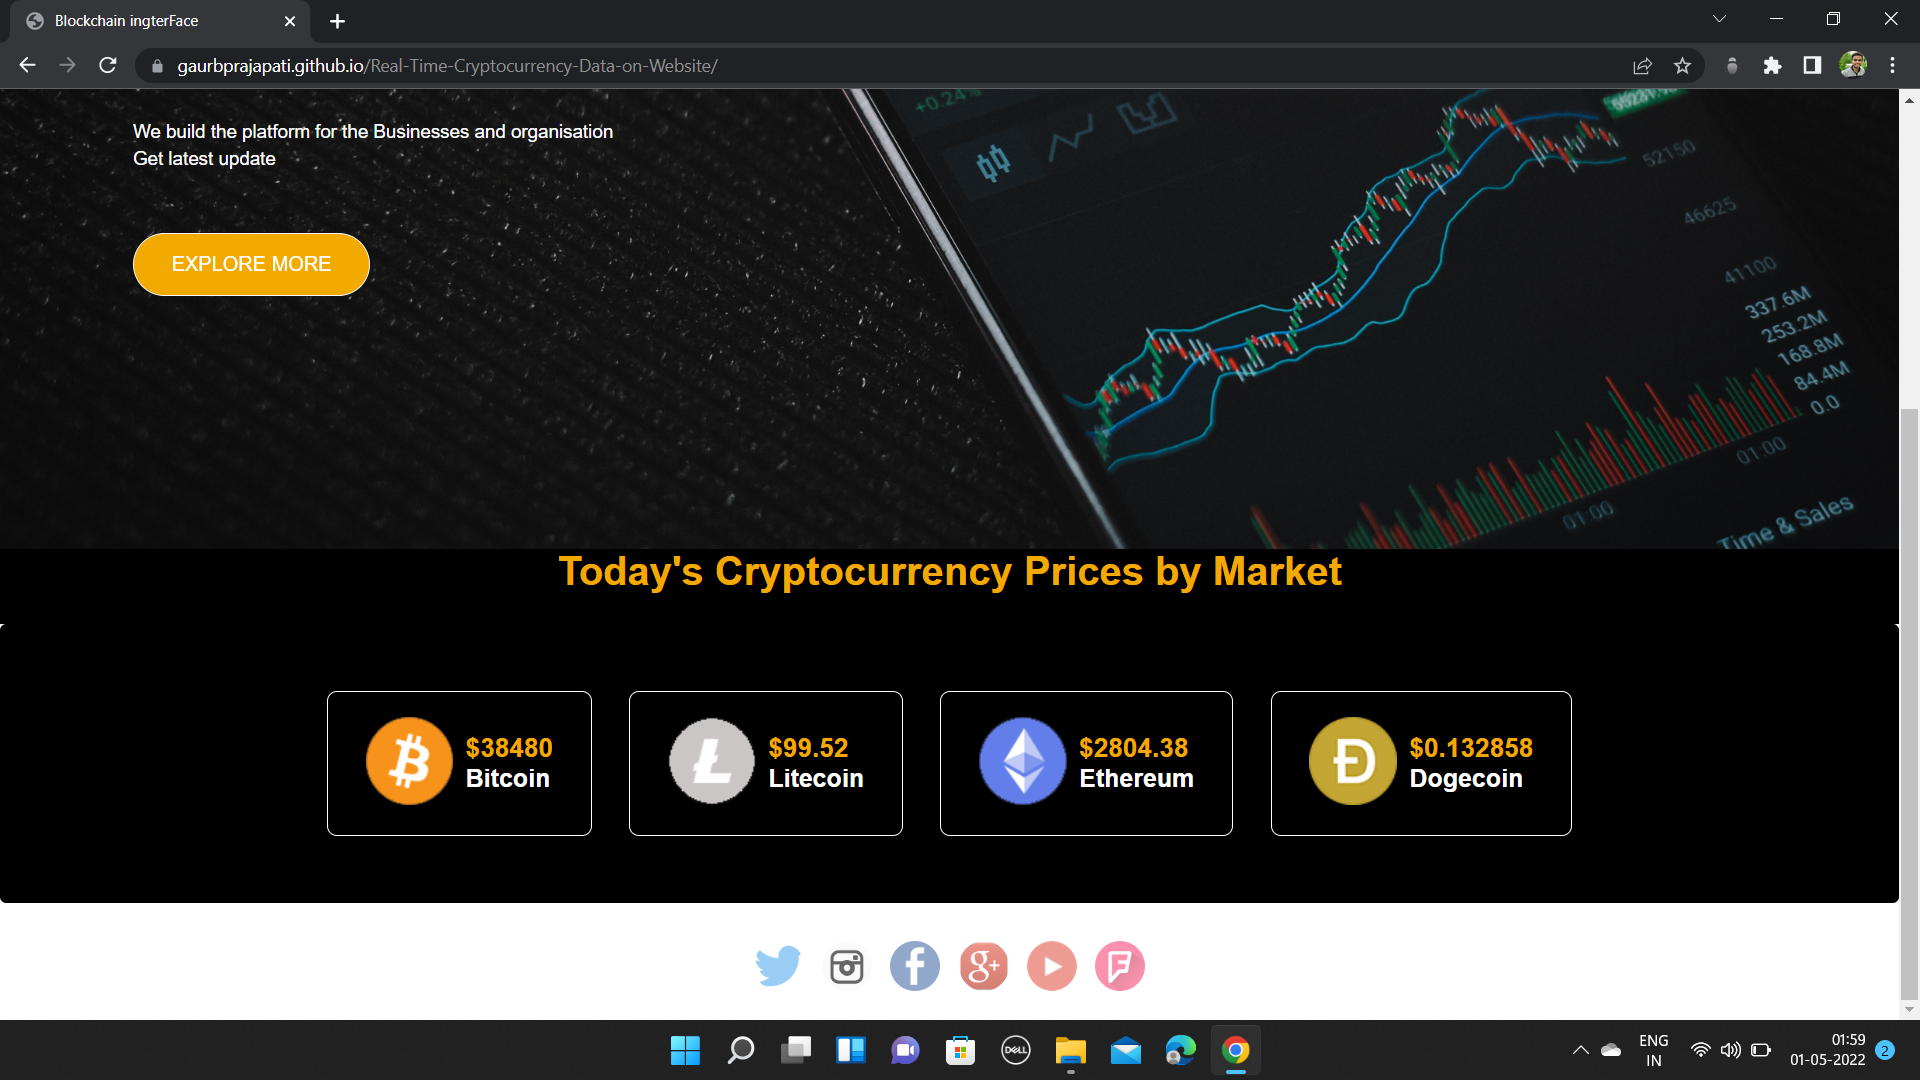 Blockchain ingterFace
gaurbprajapati.github.io/Real-Time-Cryptocurrency-Data-on-Website/
We build the platform for the Businesses and organisation
Get latest update
EXPLORE MORE
+0.24%
52150
46625
41100
337.6M
253.2M
168.8M
84.4M
0.0
01:00
01:00
Time & Sales
Today's Cryptocurrency Prices by Market
$38480
Bitcoin
$99.52
Litecoin
$2804.38
Ethereum
$0.132858
Dogecoin
g+
DELL
ENG
IN
01:59
01-05-2022
2